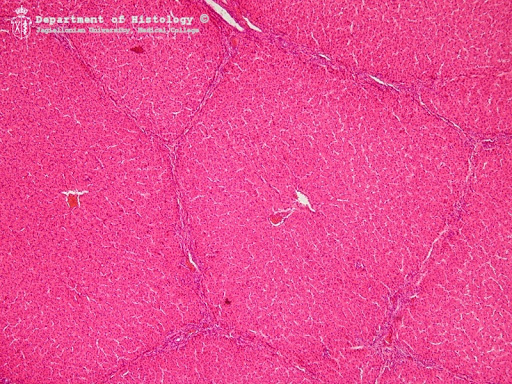 Department of Histology ©
Jagiellonian University, Medical College